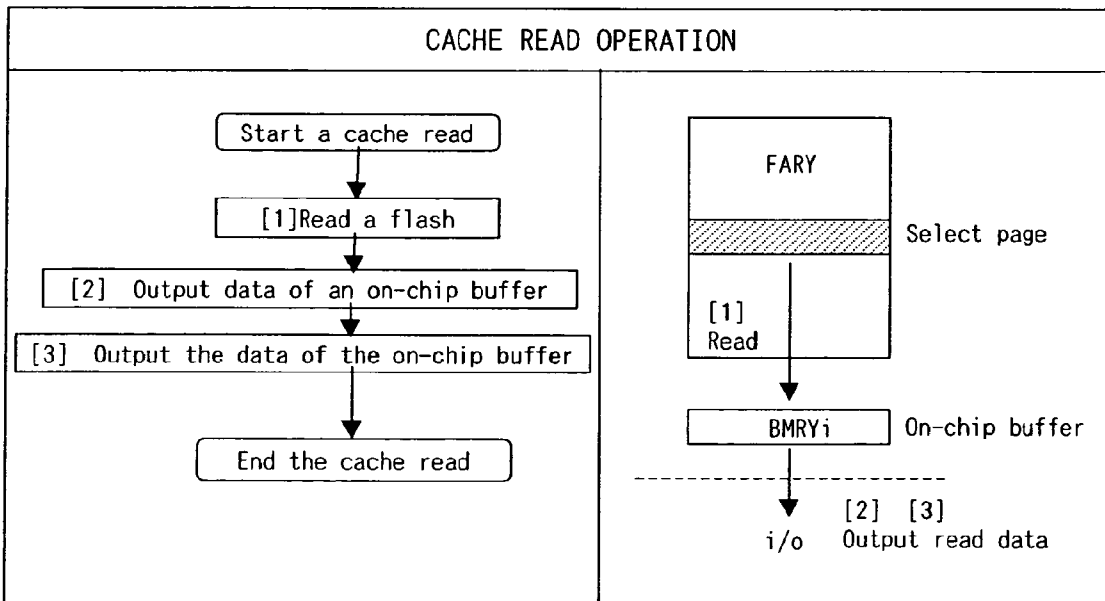 CACHE READ OPERATION
Start a cache read
[1]Read a flash
[2] Output data of an on-chip buffer
[3] Output the data of the on-chip buffer
End the cache read
FARY
Select page
[1]
Read
BMRYi
On-chip buffer
[2] [3]
i/o Output read data